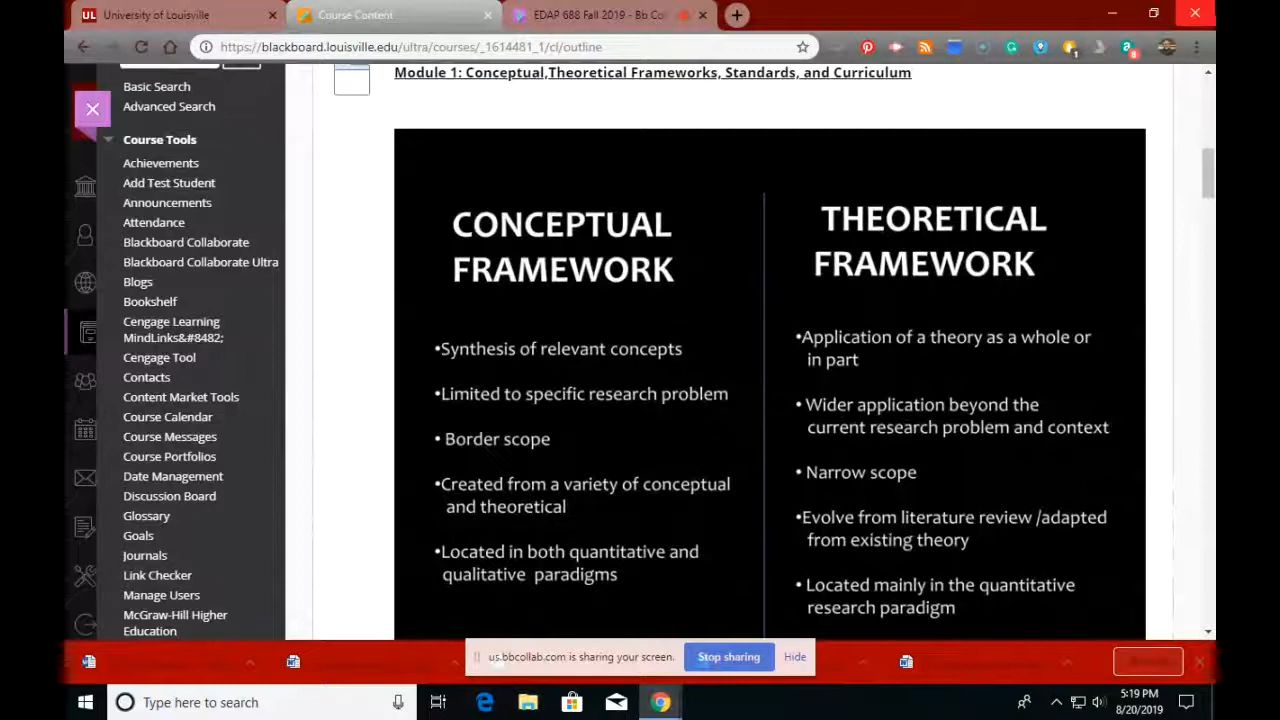 University of Louisville
Course Content
EDAP 688 Fall 2019 - Bb Co
https://blackboard.louisville.edu/ultra/courses/_1614481_1/cl/outline
Basic Search
Advanced Search
Course Tools
Achievements
Add Test Student
Announcements
Attendance
Blackboard Collaborate
Blackboard Collaborate Ultra
Blogs
Bookshelf
Cengage Learning
MindLinks&#8482;
Cengage Tool
Contacts
Content Market Tools
Course Calendar
Course Messages
Course Portfolios
Date Management
Discussion Board
Glossary
Goals
Journals
Link Checker
Manage Users
McGraw-Hill Higher
Education
Module 1: Conceptual,Theoretical Frameworks, Standards, and Curriculum
CONCEPTUAL
FRAMEWORK
•Synthesis of relevant concepts
•Limited to specific research problem
• Border scope
•Created from a variety of conceptual
and theoretical
•Located in both quantitative and
qualitative paradigms
THEORETICAL
FRAMEWORK
•Application of a theory as a whole or
in part
• Wider application beyond the
current research problem and context
• Narrow scope
•Evolve from literature review /adapted
from existing theory
• Located mainly in the quantitative
research paradigm
us.bbcollab.com is sharing your screen.
Stop sharing
Hide
Type here to search
5:19 PM
8/20/2019